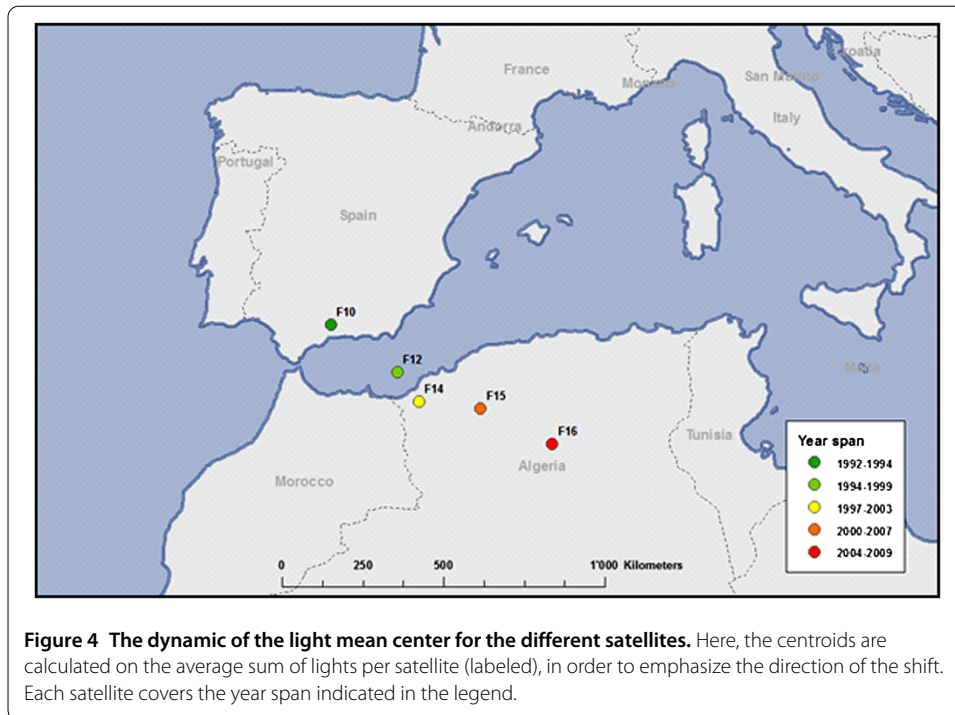 France
Croatia
Monaco
San Marino
Italy
Andorra
Portugal
Spain
F10
F12
F14
F15
F16
Malta
Tunisia
Algeria
Morocco
Year span
1992-1994
1994-1999
1997-2003
2000-2007
2004-2009
0 250 500 1'000 Kilometers
Figure 4 The dynamic of the light mean center for the different satellites. Here, the centroids are
calculated on the average sum of lights per satellite (labeled), in order to emphasize the direction of the shift.
Each satellite covers the year span indicated in the legend.